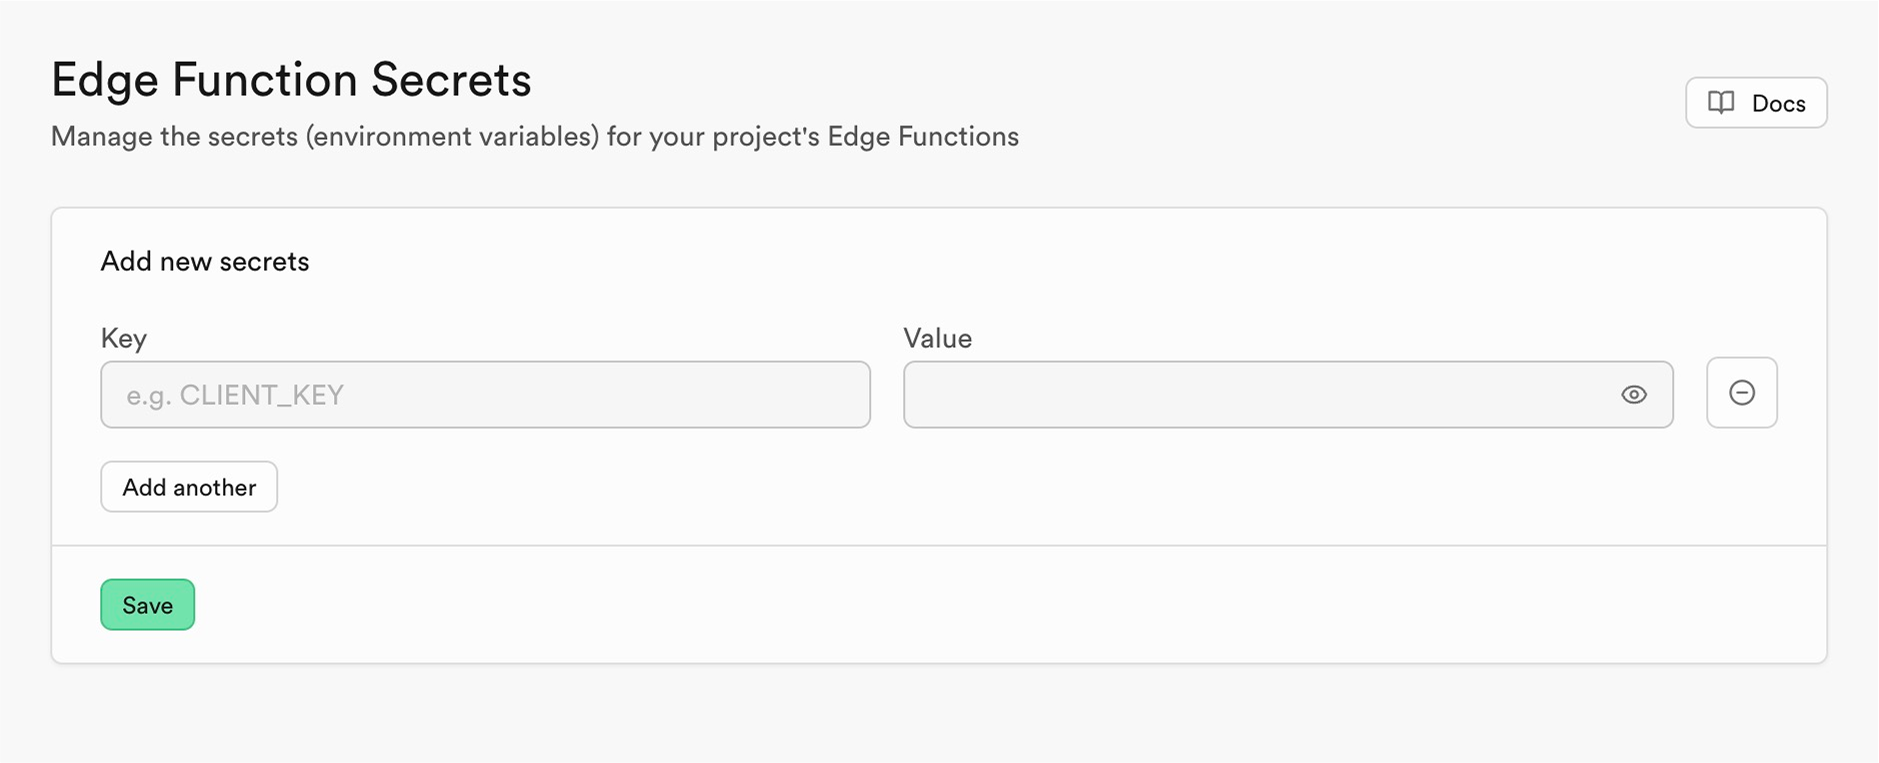 Edge Function Secrets
Docs
Manage the secrets (environment variables) for your project's Edge Functions
Add new secrets
Key
Value
e.g. CLIENT_KEY
Add another
Save